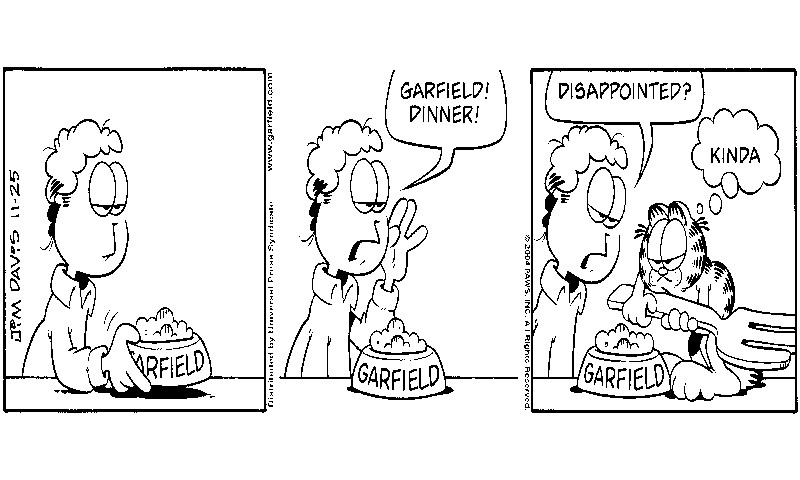 JIM DAVIS 11-25
GARFIELD
www.garfield.com
Distributed by Universal Press Syndicate
GARFIELD!
DINNER!
GARFIELD
© 2004 PAWS, INC. All Rights Reserved.
DISAPPOINTED?
KINDA
GARFIELD